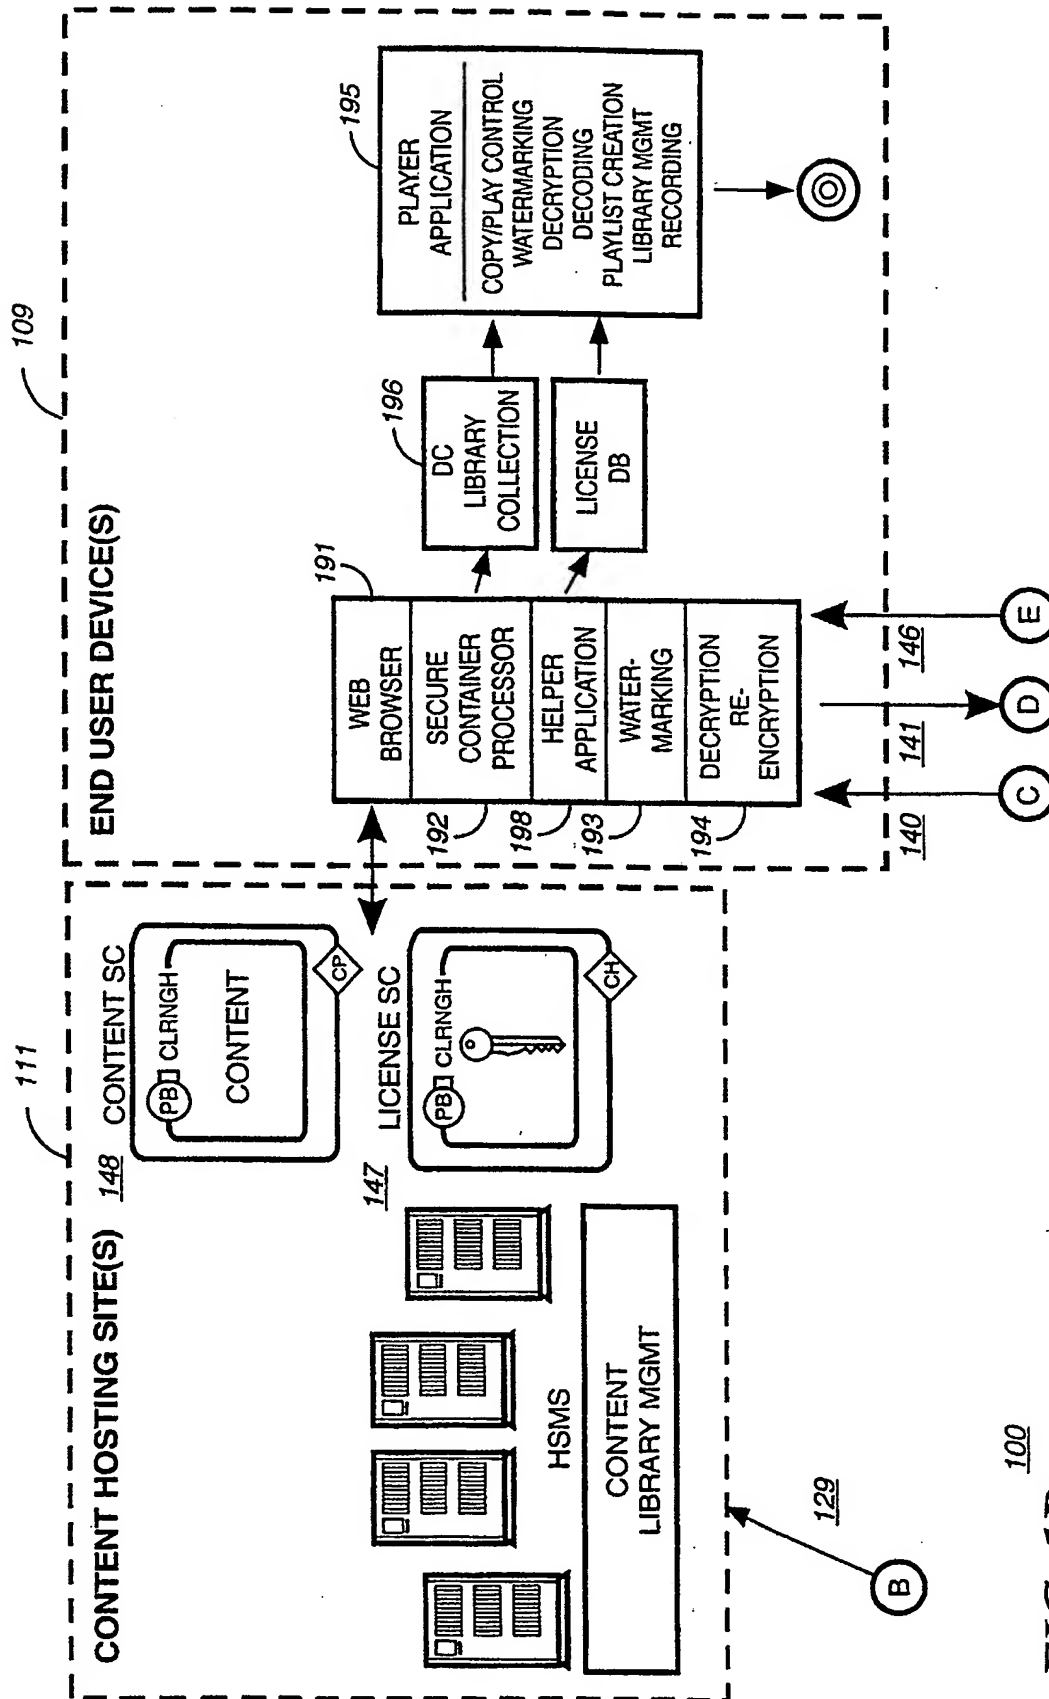 111
CONTENT HOSTING SITE(S)
148
CONTENT SC
PB
CLRNGH
CONTENT
CP
147
LICENSE SC
PB
CLRNGH
CH
HSMS
CONTENT
LIBRARY MGMT
B
129
100
109
END USER DEVICE(S)
191
WEB
BROWSER
SECURE
CONTAINER
PROCESSOR
HELPER
APPLICATION
WATER-
MARKING
DECRYPTION
RE-
ENCRYPTION
192
198
193
194
196
DC
LIBRARY
COLLECTION
LICENSE
DB
195
PLAYER
APPLICATION
COPY/PLAY CONTROL
WATERMARKING
DECRYPTION
DECODING
PLAYLIST CREATION
LIBRARY MGMT
RECORDING
140
141
146
C
D
E